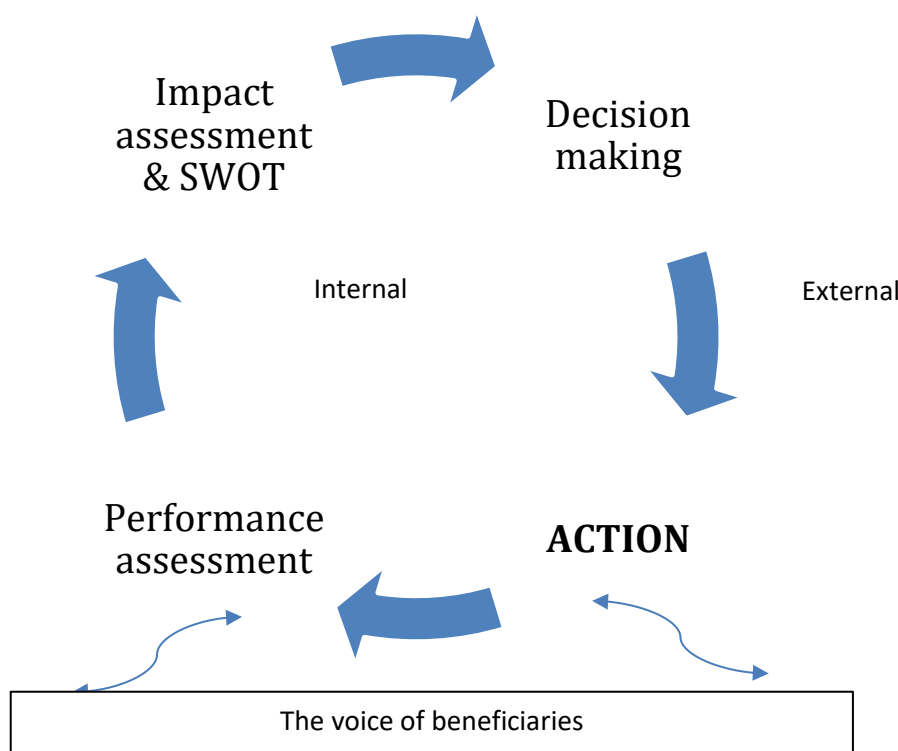 Impact
assessment
& SWOT
Decision
making
Internal
External
Performance
assessment
ACTION
The voice of beneficiaries